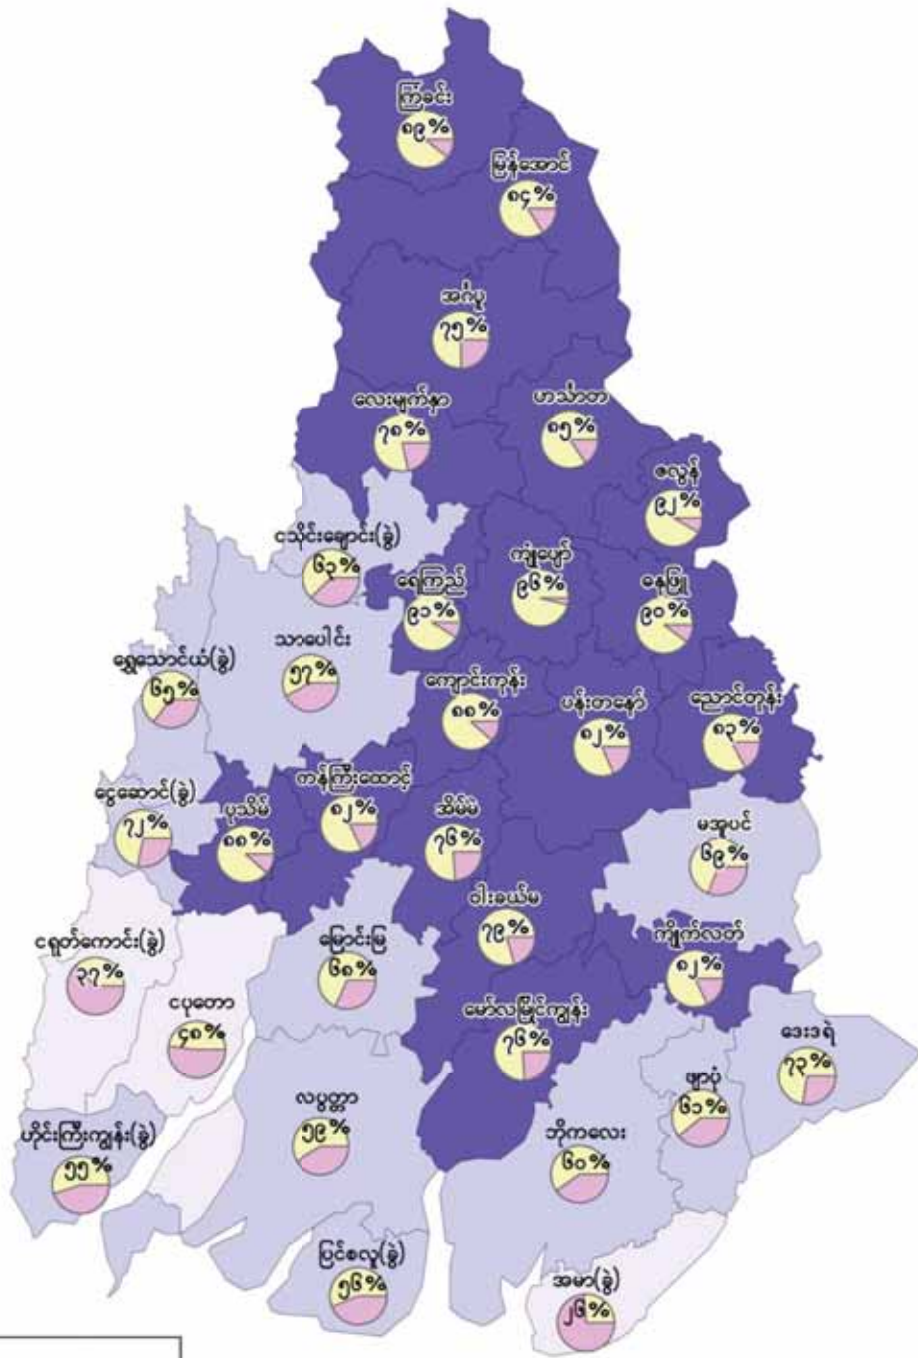 ကြံခင်း
၈၉%
မြန်အောင်
၈၄%
အင်္ဂပူ
၇၅%
လေးမျက်နှာ
၇၈%
ဟင်္သာတ
၈၅%
ဇလွန်
၉၂%
ငသိုင်းချောင်း(ခွဲ)
၆၃%
ရေကြည်
၉၁%
ကျုံပျော်
၉၆%
ဓနုဖြူ
၉၀%
ရွှေသောင်ယံ(ခွဲ)
၆၅%
သာပေါင်း
၅၇%
ကျောင်းကုန်း
၈၈%
ပန်းတနော်
၈၂%
ညောင်တုန်း
၈၃%
ငွေဆောင်(ခွဲ)
၇၂%
ပုသိမ်
၈၈%
ကန်ကြီးထောင့်
၈၂%
အိမ်မဲ
၇၆%
မအူပင်
၆၉%
ဝါးခယ်မ
၇၉%
ငရုတ်ကောင်း(ခွဲ)
၃၇%
မြောင်းမြ
၆၈%
ကျိုက်လတ်
၈၂%
ငပုတော
၄၈%
မော်လမြိုင်ကျွန်း
၇၆%
ဒေးဒရဲ
၇၃%
ဟိုင်းကြီးကျွန်း(ခွဲ)
၅၅%
လပွတ္တာ
၅၉%
ဘိုကလေး
၆၀%
ဖျာပုံ
၆၁%
ပြင်စလူ(ခွဲ)
၅၆%
အမာ(ခွဲ)
၂၆%